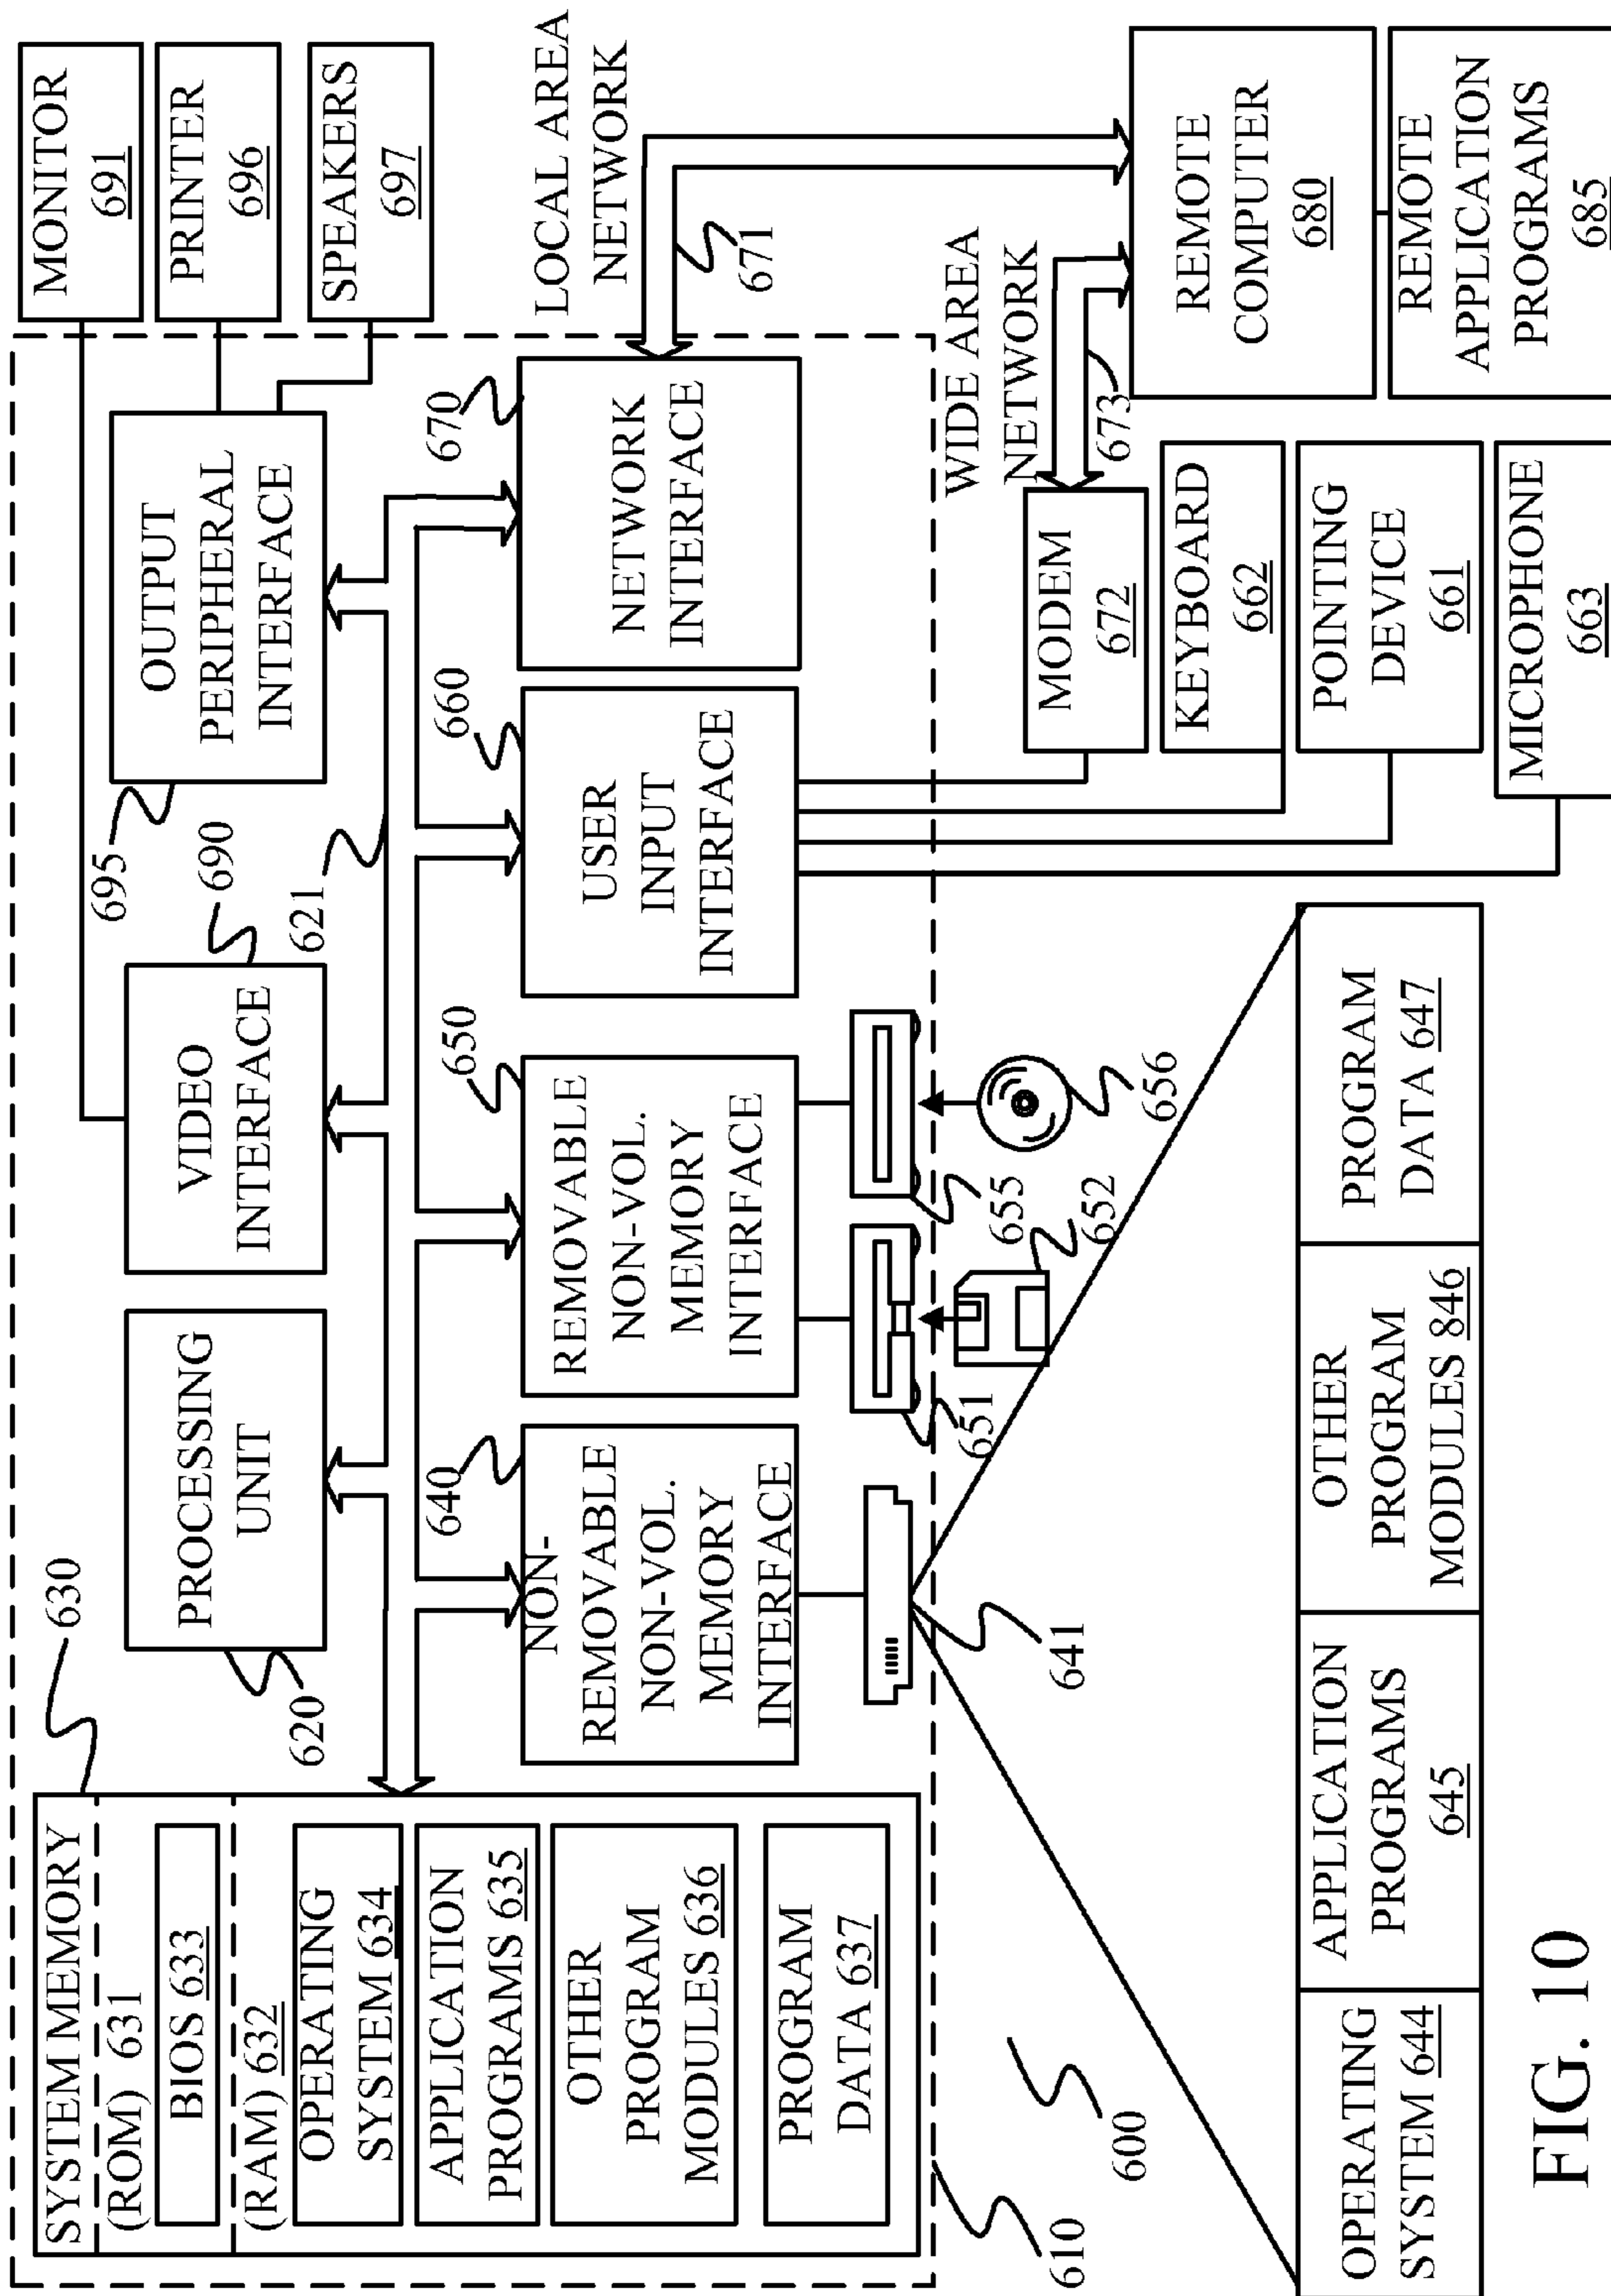 SYSTEM MEMORY
(ROM) 631
BIOS 633
(RAM) 632
OPERATING
SYSTEM 634
APPLICATION
PROGRAMS 635
OTHER
PROGRAM
MODULES 636
PROGRAM
DATA 637
630
620
PROCESSING
UNIT
VIDEO
INTERFACE
690
621
695
OUTPUT
PERIPHERAL
INTERFACE
MONITOR
691
PRINTER
696
SPEAKERS
697
640
NON-
REMOVABLE
NON-VOL.
MEMORY
INTERFACE
650
REMOVABLE
NON-VOL.
MEMORY
INTERFACE
660
USER
INPUT
INTERFACE
670
NETWORK
INTERFACE
LOCAL AREA
NETWORK
671
WIDE AREA
NETWORK
673
641
651
652
655
656
MODEM
672
KEYBOARD
662
POINTING
DEVICE
661
MICROPHONE
663
REMOTE
COMPUTER
680
REMOTE
APPLICATION
PROGRAMS
685
610
600
OPERATING
SYSTEM 644
APPLICATION
PROGRAMS
645
OTHER
PROGRAM
MODULES 846
PROGRAM
DATA 647
FIG. 10